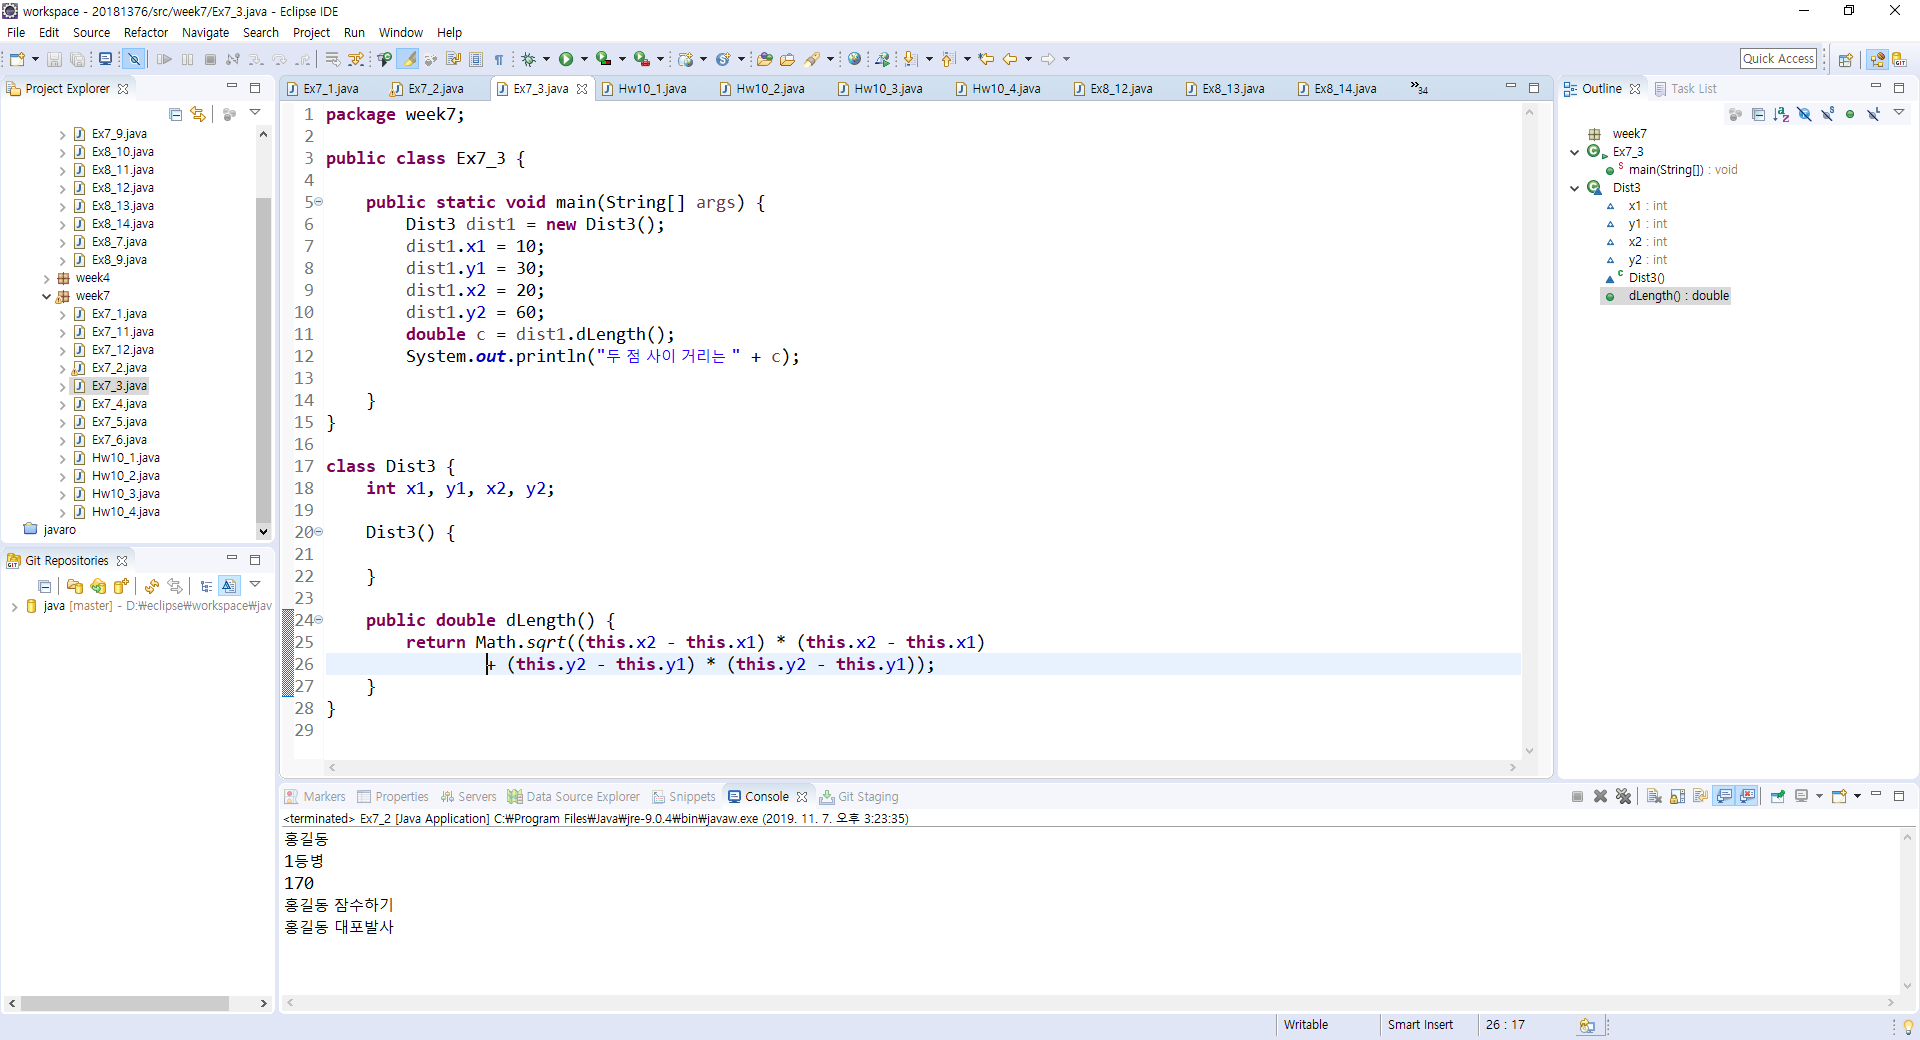 workspace - 20181376/src/week7/Ex7_3.java - Eclipse IDE
File Edit Source Refactor Navigate Search Project Run Window Help
Quick Access
Project Explorer
Ex7_9.java
Ex8_10.java
Ex8_11.java
Ex8_12.java
Ex8_13.java
Ex8_14.java
Ex8_7.java
Ex8_9.java
week4
week7
Ex7_1.java
Ex7_11.java
Ex7_12.java
Ex7_2.java
Ex7_3.java
Ex7_4.java
Ex7_5.java
Ex7_6.java
Hw10_1.java
Hw10_2.java
Hw10_3.java
Hw10_4.java
javaro
Git Repositories
java [master] - D:₩eclipse₩workspace₩jav
Ex7_1.java Ex7_2.java Ex7_3.java Hw10_1.java Hw10_2.java Hw10_3.java Hw10_4.java Ex8_12.java Ex8_13.java Ex8_14.java »34
1 package week7;
2
3 public class Ex7_3 {
4
5 public static void main(String[] args) {
6 Dist3 dist1 = new Dist3();
7 dist1.x1 = 10;
8 dist1.y1 = 30;
9 dist1.x2 = 20;
10 dist1.y2 = 60;
11 double c = dist1.dLength();
12 System.out.println("두 점 사이 거리는 " + c);
13
14 }
15 }
16
17 class Dist3 {
18 int x1, y1, x2, y2;
19
20 Dist3() {
21
22 }
23
24 public double dLength() {
25 return Math.sqrt((this.x2 - this.x1) * (this.x2 - this.x1)
26 + (this.y2 - this.y1) * (this.y2 - this.y1));
27 }
28 }
29
Outline Task List
week7
Ex7_3
main(String[]) : void
Dist3
x1 : int
y1 : int
x2 : int
y2 : int
Dist3()
dLength() : double
Markers Properties Servers Data Source Explorer Snippets Console Git Staging
<terminated> Ex7_2 [Java Application] C:₩Program Files₩Java₩jre-9.0.4₩bin₩javaw.exe (2019. 11. 7. 오후 3:23:35)
홍길동
1등병
170
홍길동 잠수하기
홍길동 대포발사
Writable Smart Insert 26 : 17